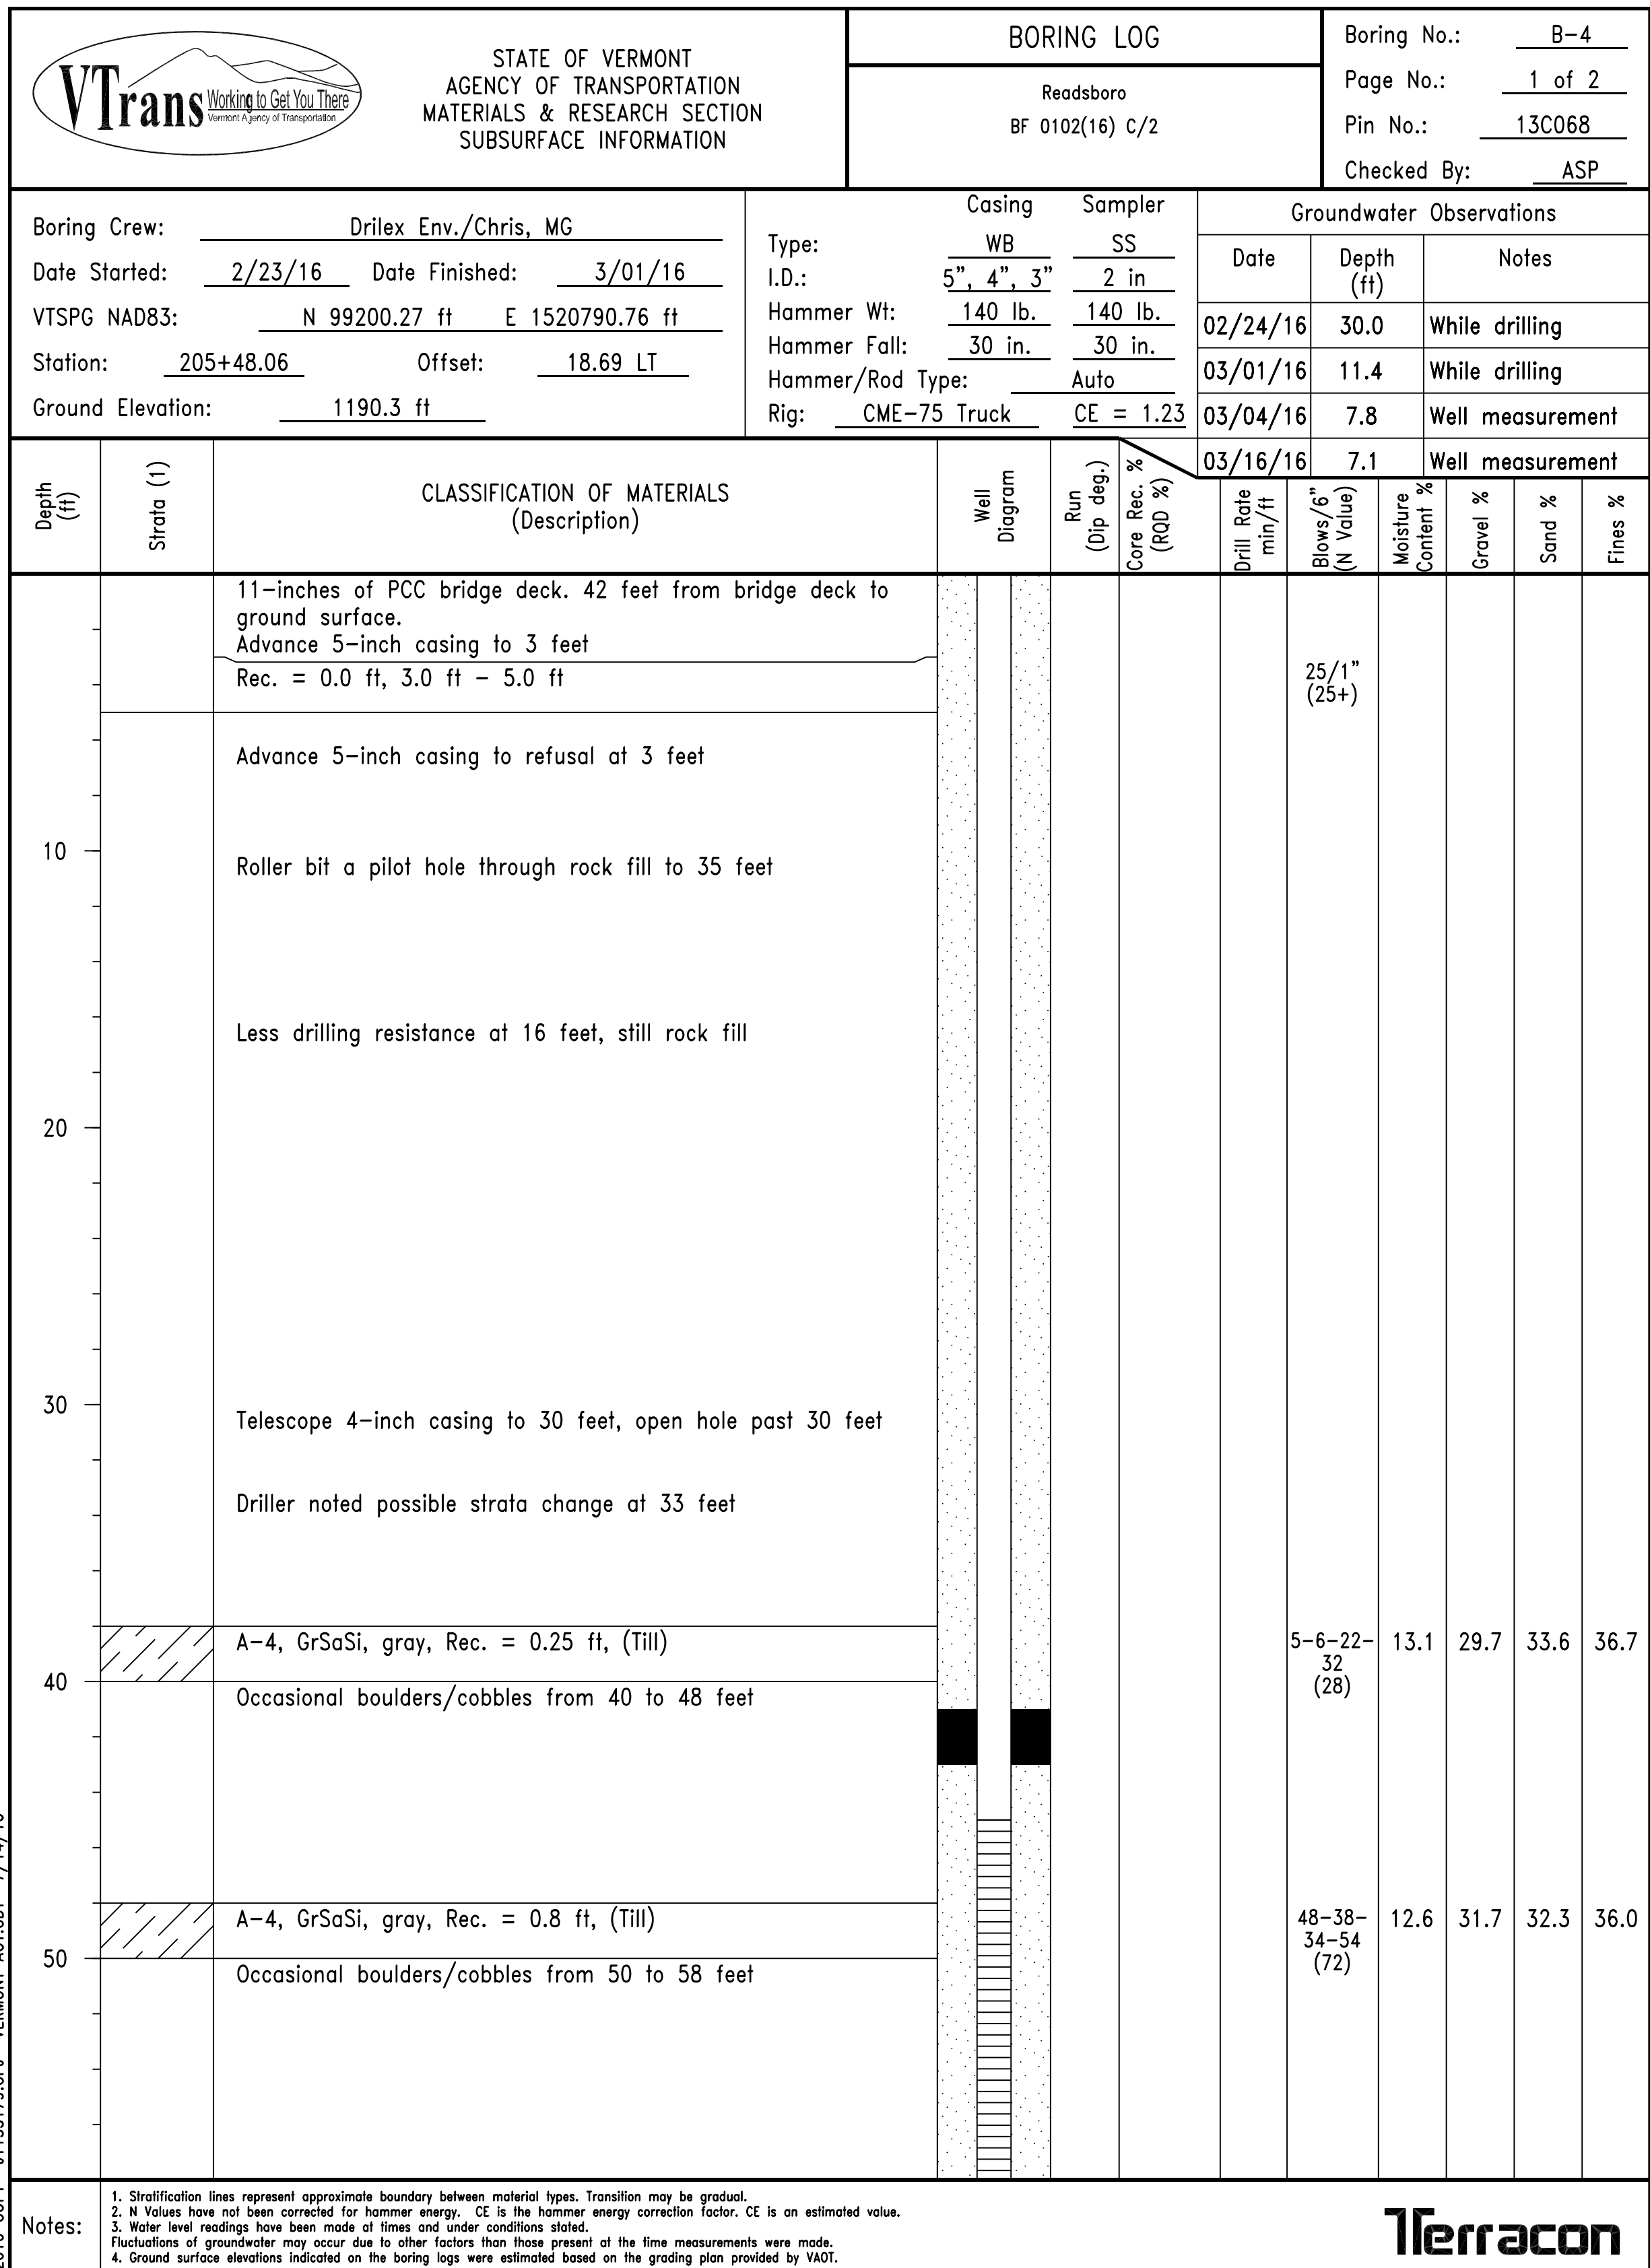 VTrans Working to Get You There
Vermont Agency of Transportation
STATE OF VERMONT
AGENCY OF TRANSPORTATION
MATERIALS & RESEARCH SECTION
SUBSURFACE INFORMATION
BORING LOG
Readsboro
BF 0102(16) C/2
Boring No.: B-4
Page No.: 1 of 2
Pin No.: 13C068
Checked By: ASP
Boring Crew: Drilex Env./Chris, MG
Date Started: 2/23/16 Date Finished: 3/01/16
VTSPG NAD83: N 99200.27 ft E 1520790.76 ft
Station: 205+48.06 Offset: 18.69 LT
Ground Elevation: 1190.3 ft
Casing Sampler
Type: WB SS
I.D.: 5", 4", 3" 2 in
Hammer Wt: 140 lb. 140 lb.
Hammer Fall: 30 in. 30 in.
Hammer/Rod Type: Auto
Rig: CME-75 Truck CE = 1.23
Groundwater Observations
Date Depth (ft) Notes
02/24/16 30.0 While drilling
03/01/16 11.4 While drilling
03/04/16 7.8 Well measurement
03/16/16 7.1 Well measurement
Depth (ft)
Strata (1)
CLASSIFICATION OF MATERIALS
(Description)
Well Diagram
Run (Dip deg.)
Core Rec. % (RQD %)
Drill Rate min/ft
Blows/6" (N Value)
Moisture Content %
Gravel %
Sand %
Fines %
11-inches of PCC bridge deck. 42 feet from bridge deck to
ground surface.
Advance 5-inch casing to 3 feet
Rec. = 0.0 ft, 3.0 ft - 5.0 ft 25/1"
(25+)
Advance 5-inch casing to refusal at 3 feet
10
Roller bit a pilot hole through rock fill to 35 feet
Less drilling resistance at 16 feet, still rock fill
20
30
Telescope 4-inch casing to 30 feet, open hole past 30 feet
Driller noted possible strata change at 33 feet
A-4, GrSaSi, gray, Rec. = 0.25 ft, (Till) 5-6-22- 13.1 29.7 33.6 36.7
32
(28)
40
Occasional boulders/cobbles from 40 to 48 feet
A-4, GrSaSi, gray, Rec. = 0.8 ft, (Till) 48-38- 12.6 31.7 32.3 36.0
34-54
(72)
50
Occasional boulders/cobbles from 50 to 58 feet
Notes:
1. Stratification lines represent approximate boundary between material types. Transition may be gradual.
2. N Values have not been corrected for hammer energy. CE is the hammer energy correction factor. CE is an estimated value.
3. Water level readings have been made at times and under conditions stated.
Fluctuations of groundwater may occur due to other factors than those present at the time measurements were made.
4. Ground surface elevations indicated on the boring logs were estimated based on the grading plan provided by VAOT.
Terracon